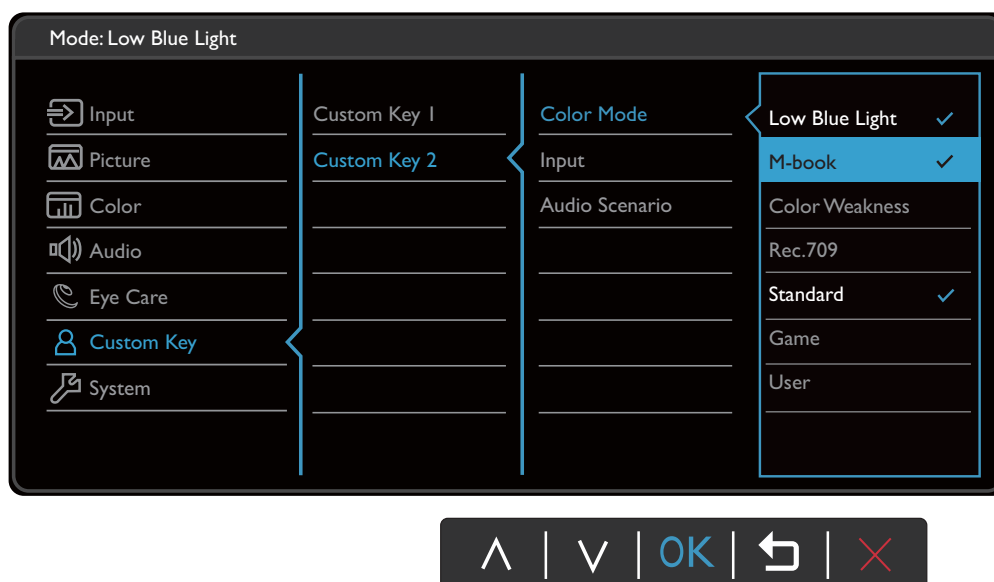 Mode: Low Blue Light
Input
Picture
Color
Audio
Eye Care
Custom Key
System
Custom Key 1
Custom Key 2
Color Mode
Input
Audio Scenario
Low Blue Light
M-book
Color Weakness
Rec.709
Standard
Game
User
OK